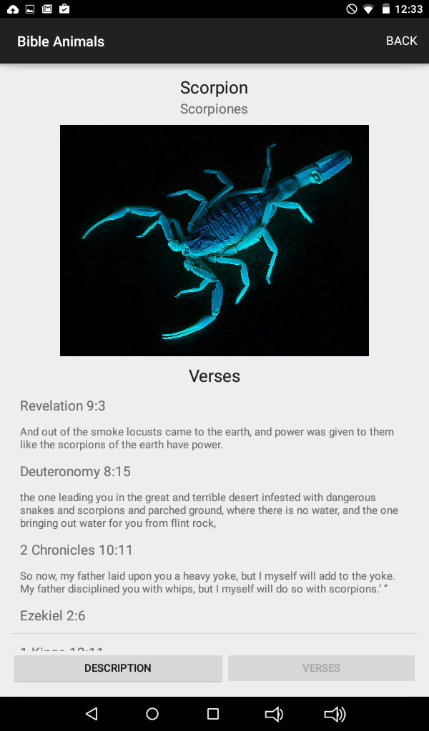 12:33
Bible Animals
BACK
Scorpion
Scorpiones
Verses
Revelation 9:3
And out of the smoke locusts came to the earth, and power was given to them
like the scorpions of the earth have power.
Deuteronomy 8:15
the one leading you in the great and terrible desert infested with dangerous
snakes and scorpions and parched ground, where there is no water, and the one
bringing out water for you from flint rock,
2 Chronicles 10:11
So now, my father laid upon you a heavy yoke, but I myself will add to the yoke.
My father disciplined you with whips, but I myself will do so with scorpions.’ ”
Ezekiel 2:6
DESCRIPTION
VERSES